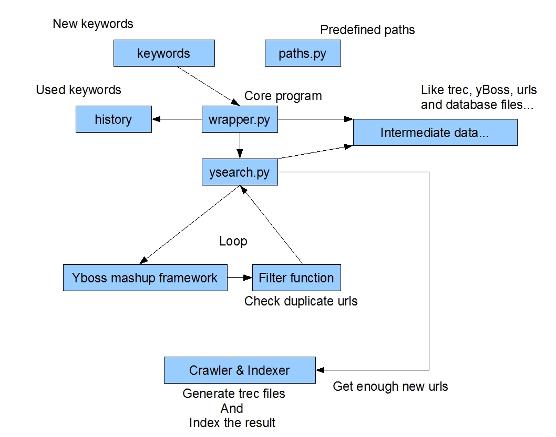 New keywords
Predefined paths
keywords
paths.py
Used keywords
Core program
Like trec, yBoss, urls
and database files...
history
wrapper.py
Intermediate data...
ysearch.py
Loop
Yboss mashup framework
Filter function
Check duplicate urls
Crawler & Indexer
Get enough new urls
Generate trec files
And
Index the result